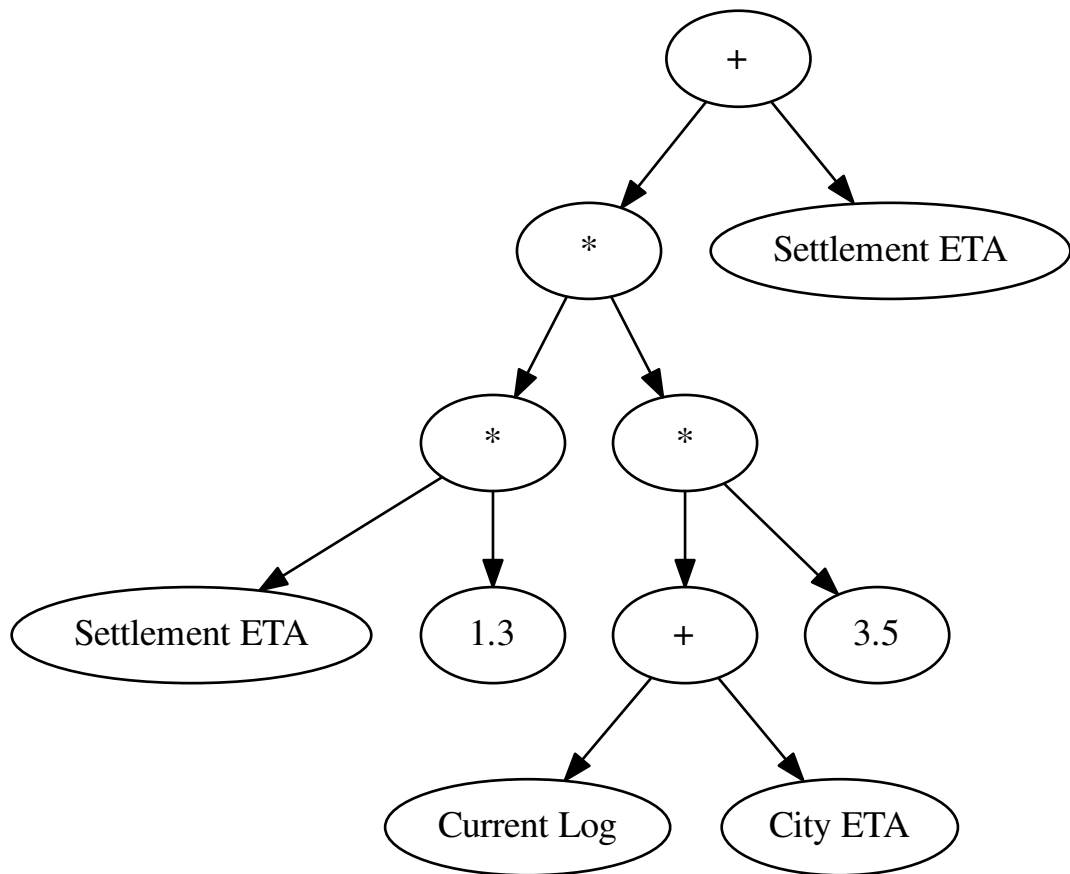 +
*
Settlement ETA
*
*
Settlement ETA
1.3
+
3.5
Current Log
City ETA